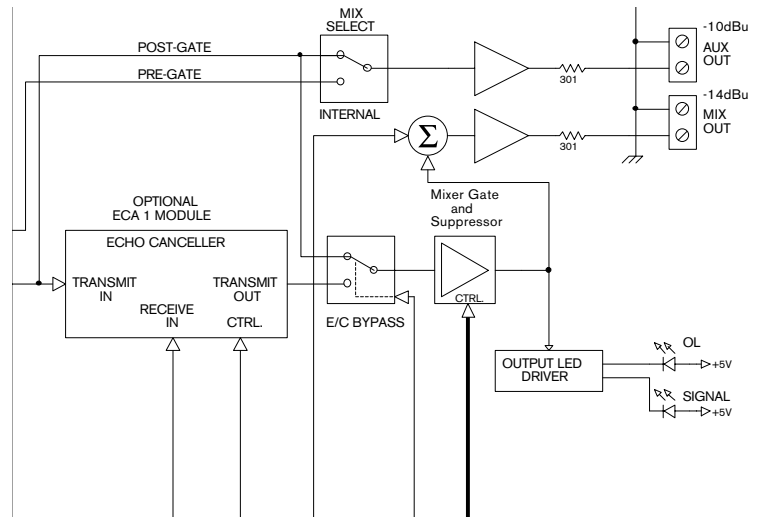 MIX
SELECT
-10dBu
AUX
OUT
POST-GATE
PRE-GATE
301
INTERNAL
-14dBu
MIX
OUT
Σ
301
OPTIONAL
ECA 1 MODULE
Mixer Gate
and
Suppressor
ECHO CANCELLER
TRANSMIT
IN
TRANSMIT
OUT
RECEIVE
IN
CTRL.
CTRL.
E/C BYPASS
OUTPUT LED
DRIVER
OL
+5V
SIGNAL
+5V